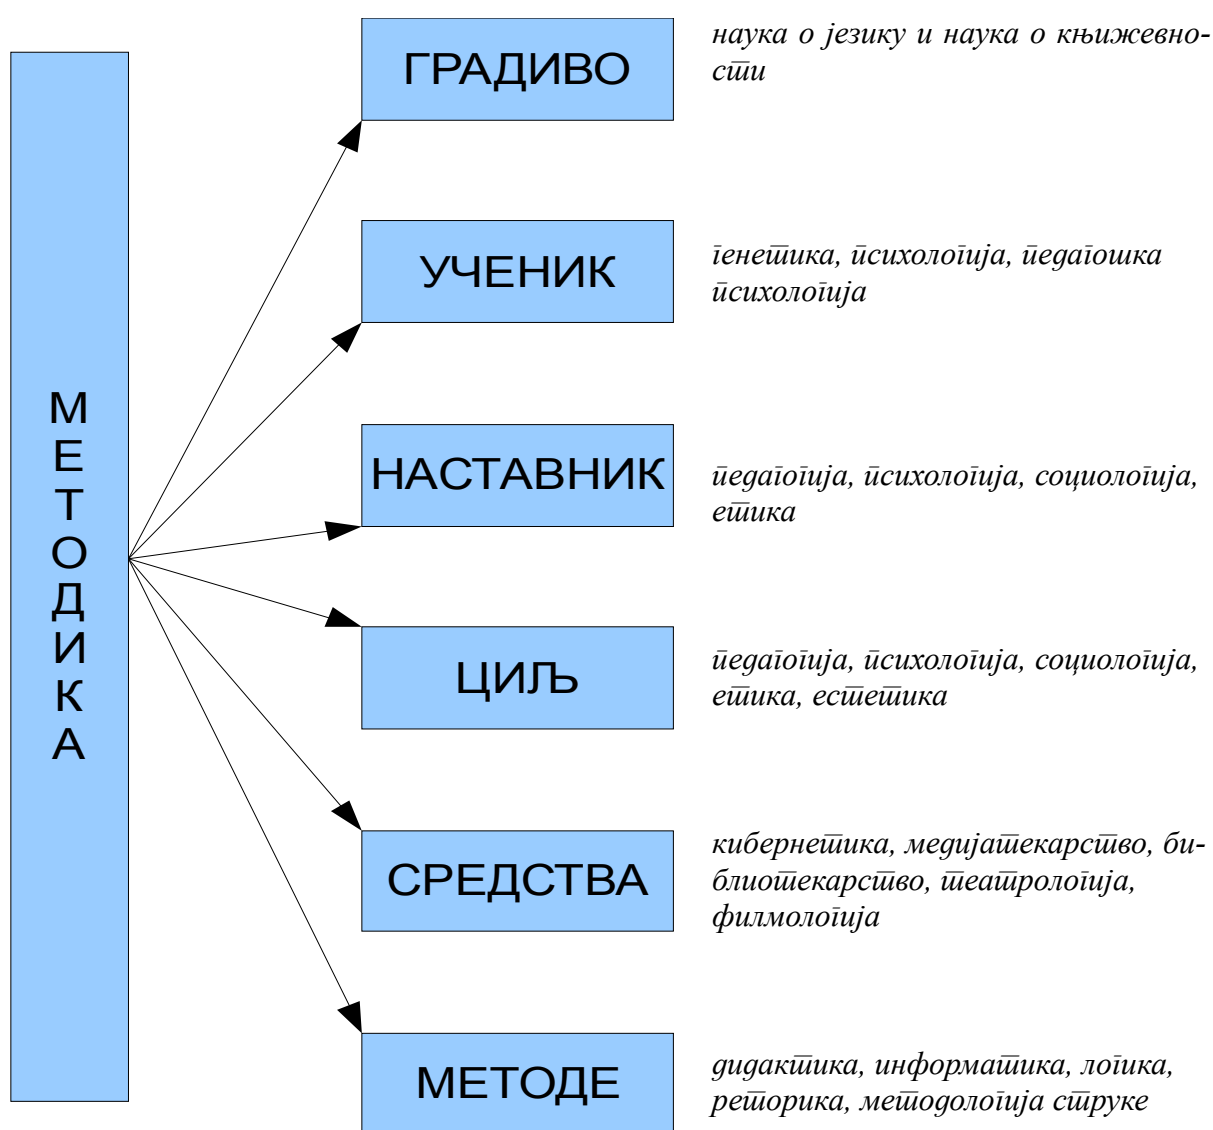 МЕТОДИКА
ГРАДИВО
наука о језику и наука о књижевно-
сти
УЧЕНИК
генетика, психологија, педагошка
психологија
НАСТАВНИК
педагогија, психологија, социологија,
етика
ЦИЉ
педагогија, психологија, социологија,
етика, естетика
СРЕДСТВА
кибернетика, медијатекарство, би-
блиотекарство, театрологија,
филмологија
МЕТОДЕ
дидактика, информатика, логика,
реторика, методологија струке